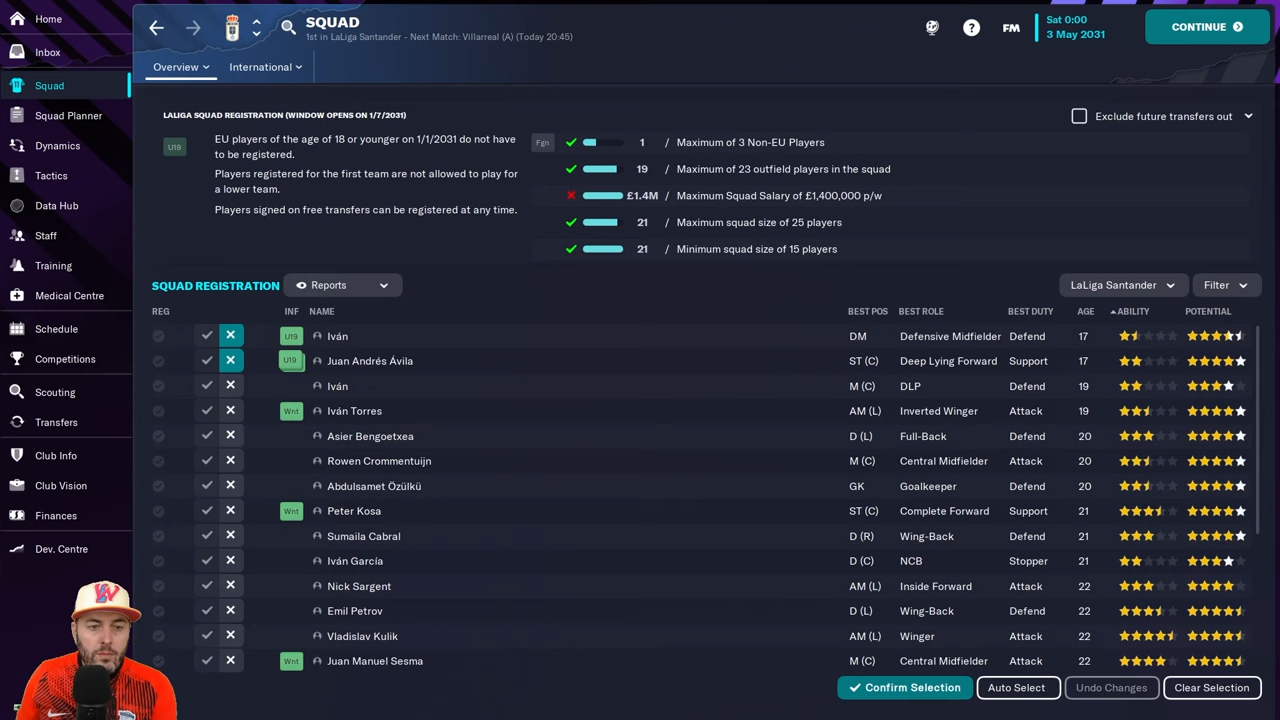 Home
SQUAD
1st in LaLiga Santander - Next Match: Villarreal (A) (Today 20:45)
?
FM
Sat 0:00
3 May 2031
CONTINUE
Inbox
Squad
Squad Planner
Dynamics
Tactics
Data Hub
Staff
Training
Medical Centre
Schedule
Competitions
Scouting
Transfers
Club Info
Club Vision
Finances
Dev. Centre
Overview
International
LALIGA SQUAD REGISTRATION (WINDOW OPENS ON 1/7/2031)
U19
EU players of the age of 18 or younger on 1/1/2031 do not have
to be registered.
Players registered for the first team are not allowed to play for
a lower team.
Players signed on free transfers can be registered at any time.
Exclude future transfers out
Fgn 1 / Maximum of 3 Non-EU Players
19 / Maximum of 23 outfield players in the squad
£1.4M / Maximum Squad Salary of £1,400,000 p/w
21 / Maximum squad size of 25 players
21 / Minimum squad size of 15 players
SQUAD REGISTRATION Reports LaLiga Santander Filter
REG INF NAME BEST POS BEST ROLE BEST DUTY AGE ABILITY POTENTIAL
U19 Iván DM Defensive Midfielder Defend 17
U19 Juan Andrés Ávila ST (C) Deep Lying Forward Support 17
Iván M (C) DLP Defend 19
Wnt Iván Torres AM (L) Inverted Winger Attack 19
Asier Bengoetxea D (L) Full-Back Defend 20
Rowen Crommentuijn M (C) Central Midfielder Attack 20
Abdulsamet Özülkü GK Goalkeeper Defend 20
Wnt Peter Kosa ST (C) Complete Forward Support 21
Sumaila Cabral D (R) Wing-Back Defend 21
Iván García D (C) NCB Stopper 21
Nick Sargent AM (L) Inside Forward Attack 22
Emil Petrov D (L) Wing-Back Defend 22
Vladislav Kulik AM (L) Winger Attack 22
Wnt Juan Manuel Sesma M (C) Central Midfielder Attack 22
Confirm Selection Auto Select Undo Changes Clear Selection